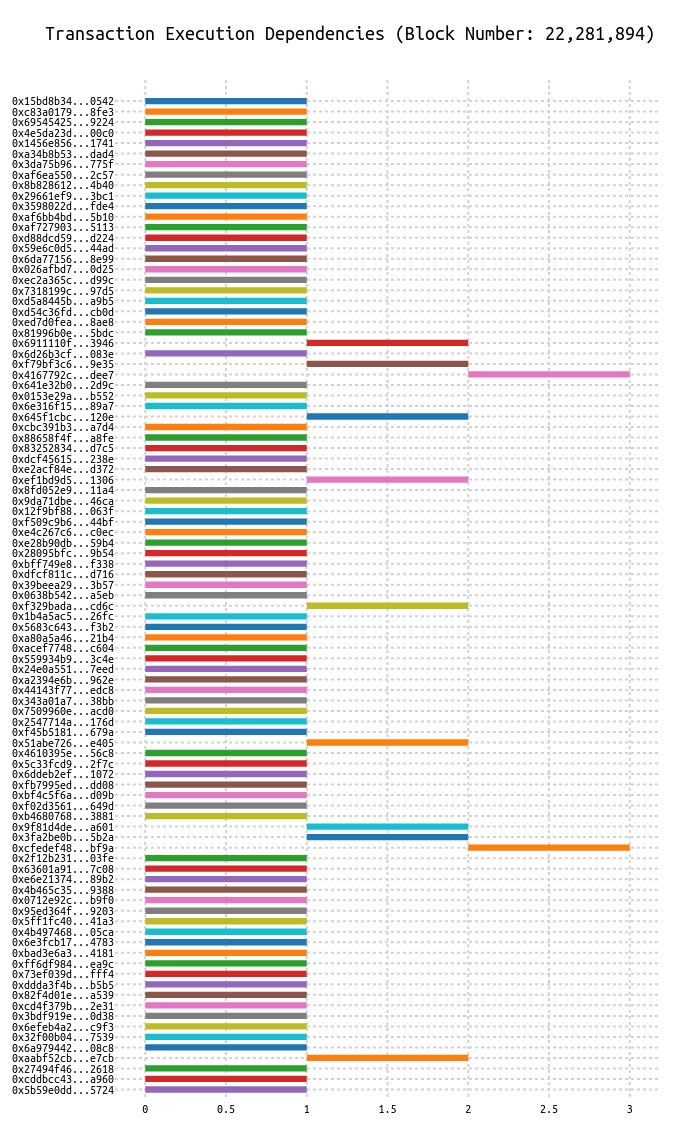 Transaction Execution Dependencies (Block Number: 22,281,894)
0x15bd8b34...0542
0xc83a0179...8fe3
0x69545425...9224
0x4e5da23d...00c0
0x1456e856...1741
0xa34b8b53...dad4
0x3da75b96...775f
0xaf6ea550...2c57
0x8b828612...4b40
0x29661ef9...3bc1
0x3598022d...fde4
0xaf6bb4bd...5b10
0xaf727903...5113
0xd88dcd59...d224
0x59e6c0d5...44ad
0x6da77156...8e99
0x026afbd7...0d25
0xec2a365c...d99c
0x7318199c...97d5
0xd5a8445b...a9b5
0xd54c36fd...cb0d
0xed7d0fea...8ae8
0x81996b0e...5bdc
0x6911110f...3946
0x6d26b3cf...083e
0xf79bf3c6...9e35
0x4167792c...dee7
0x641e32b0...2d9c
0x0153e29a...b552
0x6e316f15...89a7
0x645f1cbc...120e
0xcbc391b3...a7d4
0x88658f4f...a8fe
0x83252834...d7c5
0xdcf45615...238e
0xe2acf84e...d372
0xef1bd9d5...1306
0x8fd052e9...11a4
0x9da71dbe...46ca
0x12f9bf88...063f
0xf509c9b6...44bf
0xe4c267c6...c0ec
0xe28b90db...59b4
0x28095bfc...9b54
0xbff749e8...f338
0xdfcf811c...d716
0x39beea29...3b57
0x0638b542...a5eb
0xf329bada...cd6c
0x1b4a5ac5...26fc
0x5683c643...f3b2
0xa80a5a46...21b4
0xacef7748...c604
0x559934b9...3c4e
0x24e0a551...7eed
0xa2394e6b...962e
0x44143f77...edc8
0x343a01a7...38bb
0x7509960e...acd0
0x2547714a...176d
0xf45b5181...679a
0x51abe726...e405
0x4610395e...56c8
0x5c33fcd9...2f7c
0x6ddeb2ef...1072
0xfb7995ed...dd08
0xbf4c5f6a...d09b
0xf02d3561...649d
0xb4680768...3881
0x9f81d4de...a601
0x3fa2be0b...5b2a
0xcfedef48...bf9a
0x2f12b231...03fe
0x63601a91...7c08
0xe6e21374...89b2
0x4b465c35...9388
0x0712e92c...b9f0
0x95ed364f...9203
0x5ff1fc40...41a3
0x4b497468...05ca
0x6e3fcb17...4783
0xbad3e6a3...4181
0xff6df984...ea9c
0x73ef039d...fff4
0xddda3f4b...b5b5
0x82f4d01e...a539
0xcd4f379b...2e31
0x3bdf919e...0d38
0x6efeb4a2...c9f3
0x32f00b04...7539
0x6a979442...08c8
0xaabf52cb...e7cb
0x27494f46...2618
0xcddbcc43...a960
0x5b59e0dd...5724
0 0.5 1 1.5 2 2.5 3